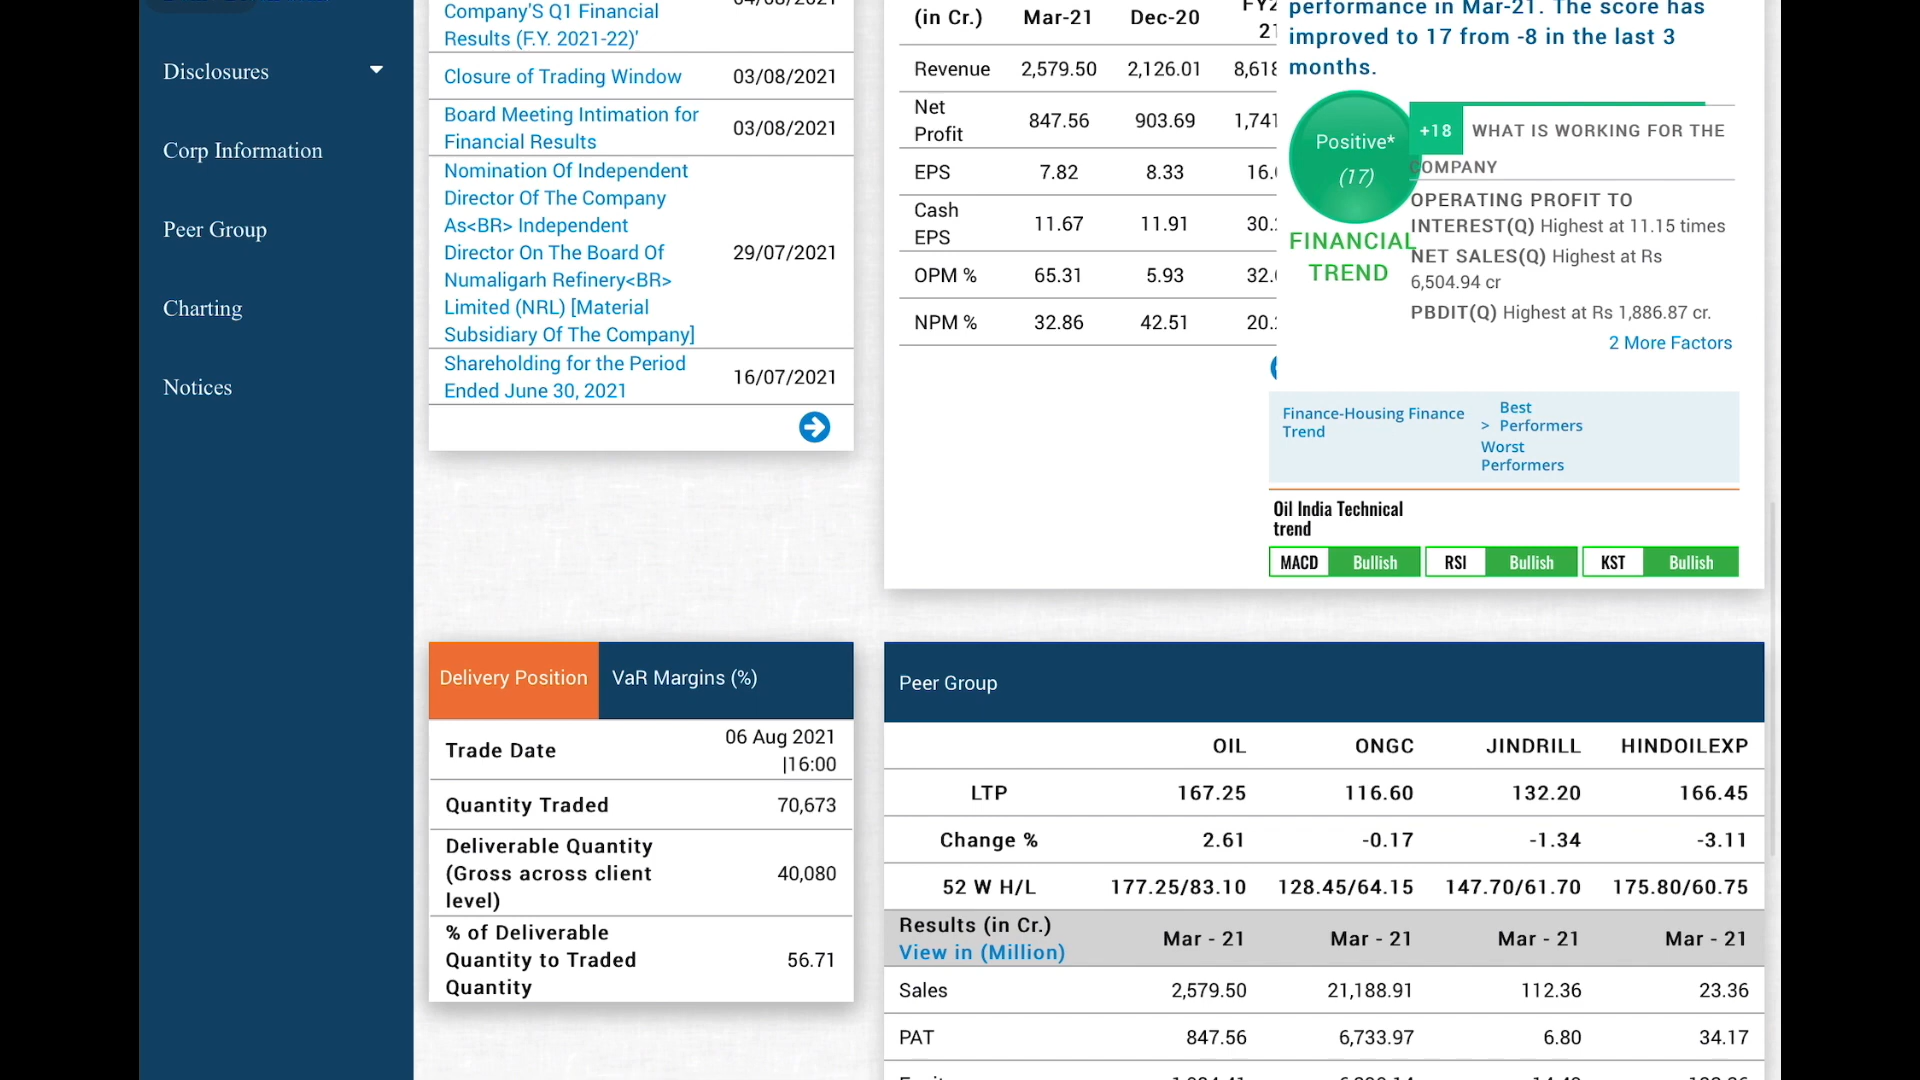 Disclosures
Corp Information
Peer Group
Charting
Notices
Company'S Q1 Financial
Results (F.Y. 2021-22)'
Closure of Trading Window 03/08/2021
Board Meeting Intimation for
Financial Results
03/08/2021
Nomination Of Independent
Director Of The Company
As<BR> Independent
Director On The Board Of
Numaligarh Refinery<BR>
Limited (NRL) [Material
Subsidiary Of The Company]
29/07/2021
Shareholding for the Period
Ended June 30, 2021
16/07/2021
(in Cr.) Mar-21 Dec-20
Revenue 2,579.50 2,126.01
Net
Profit
847.56 903.69
EPS 7.82 8.33
Cash
EPS
11.67 11.91
OPM % 65.31 5.93
NPM % 32.86 42.51
performance in Mar-21. The score has
improved to 17 from -8 in the last 3
months.
Positive*
(17)
FINANCIAL
TREND
+18 WHAT IS WORKING FOR THE
COMPANY
OPERATING PROFIT TO
INTEREST(Q) Highest at 11.15 times
NET SALES(Q) Highest at Rs
6,504.94 cr
PBDIT(Q) Highest at Rs 1,886.87 cr.
2 More Factors
Finance-Housing Finance
Trend
> Best
Performers
Worst
Performers
Oil India Technical
trend
MACD Bullish RSI Bullish KST Bullish
Delivery Position VaR Margins (%)
Trade Date 06 Aug 2021
|16:00
Quantity Traded 70,673
Deliverable Quantity
(Gross across client
level)
40,080
% of Deliverable
Quantity to Traded
Quantity
56.71
Peer Group
OIL ONGC JINDRILL HINDOILEXP
LTP 167.25 116.60 132.20 166.45
Change % 2.61 -0.17 -1.34 -3.11
52 W H/L 177.25/83.10 128.45/64.15 147.70/61.70 175.80/60.75
Results (in Cr.)
View in (Million)
Mar - 21 Mar - 21 Mar - 21 Mar - 21
Sales 2,579.50 21,188.91 112.36 23.36
PAT 847.56 6,733.97 6.80 34.17